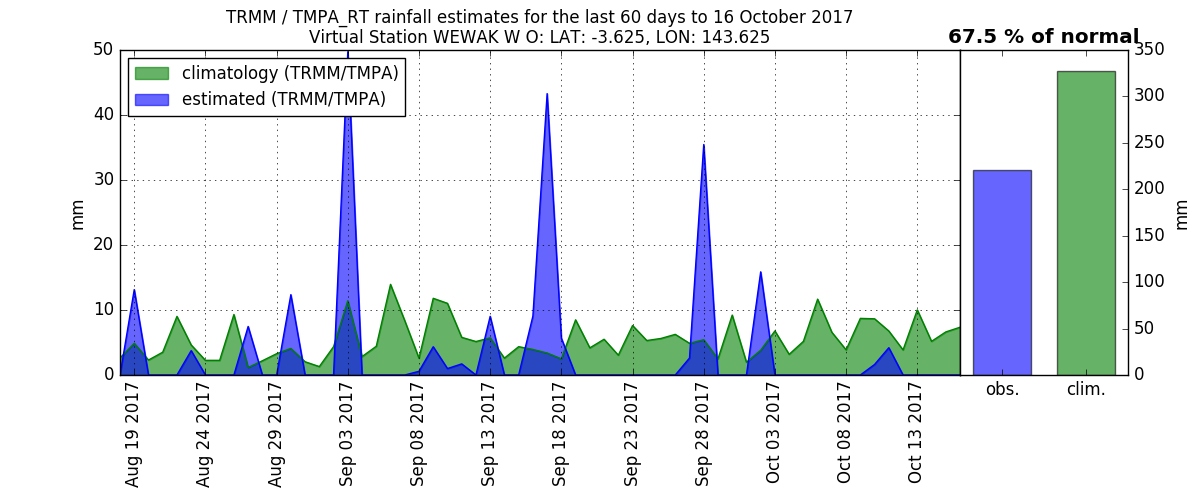 TRMM / TMPA_RT rainfall estimates for the last 60 days to 16 October 2017
Virtual Station WEWAK W O: LAT: -3.625, LON: 143.625
67.5 % of normal
climatology (TRMM/TMPA)
estimated (TRMM/TMPA)
50
40
30
20
10
0
mm
Aug 19 2017
Aug 24 2017
Aug 29 2017
Sep 03 2017
Sep 08 2017
Sep 13 2017
Sep 18 2017
Sep 23 2017
Sep 28 2017
Oct 03 2017
Oct 08 2017
Oct 13 2017
350
300
250
200
150
100
50
0
mm
obs.
clim.